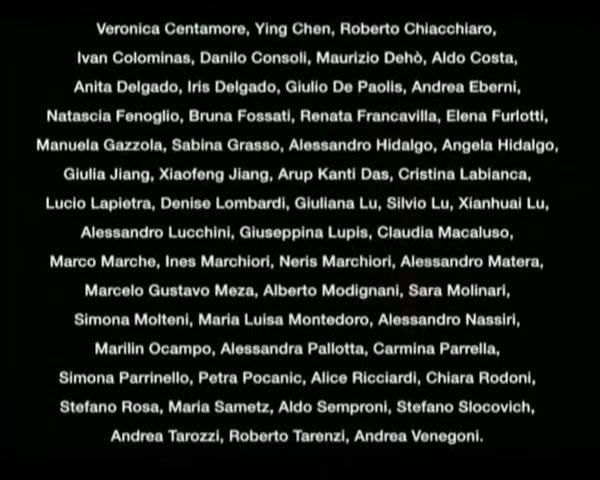 Veronica Centamore, Ying Chen, Roberto Chiacchiaro,
Ivan Colominas, Danilo Consoli, Maurizio Dehò, Aldo Costa,
Anita Delgado, Iris Delgado, Giulio De Paolis, Andrea Eberni,
Natascia Fenoglio, Bruna Fossati, Renata Francavilla, Elena Furlotti,
Manuela Gazzola, Sabina Grasso, Alessandro Hidalgo, Angela Hidalgo,
Giulia Jiang, Xiaofeng Jiang, Arup Kanti Das, Cristina Labianca,
Lucio Lapietra, Denise Lombardi, Giuliana Lu, Silvio Lu, Xianhuai Lu,
Alessandro Lucchini, Giuseppina Lupis, Claudia Macaluso,
Marco Marche, Ines Marchiori, Neris Marchiori, Alessandro Matera,
Marcelo Gustavo Meza, Alberto Modignani, Sara Molinari,
Simona Molteni, Maria Luisa Montedoro, Alessandro Nassiri,
Marilin Ocampo, Alessandra Pallotta, Carmina Parrella,
Simona Parrinello, Petra Pocanic, Alice Ricciardi, Chiara Rodoni,
Stefano Rosa, Maria Sametz, Aldo Semproni, Stefano Slocovich,
Andrea Tarozzi, Roberto Tarenzi, Andrea Venegoni.